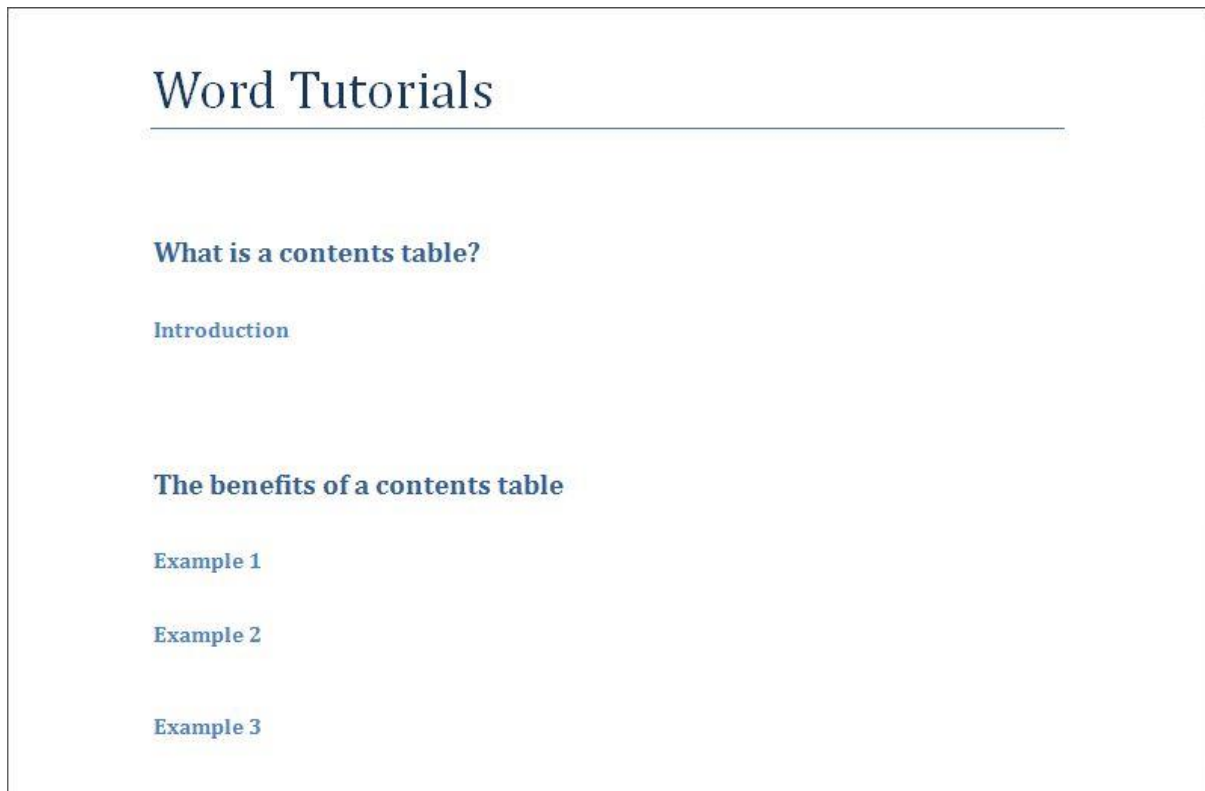 Word Tutorials
What is a contents table?
Introduction
The benefits of a contents table
Example 1
Example 2
Example 3